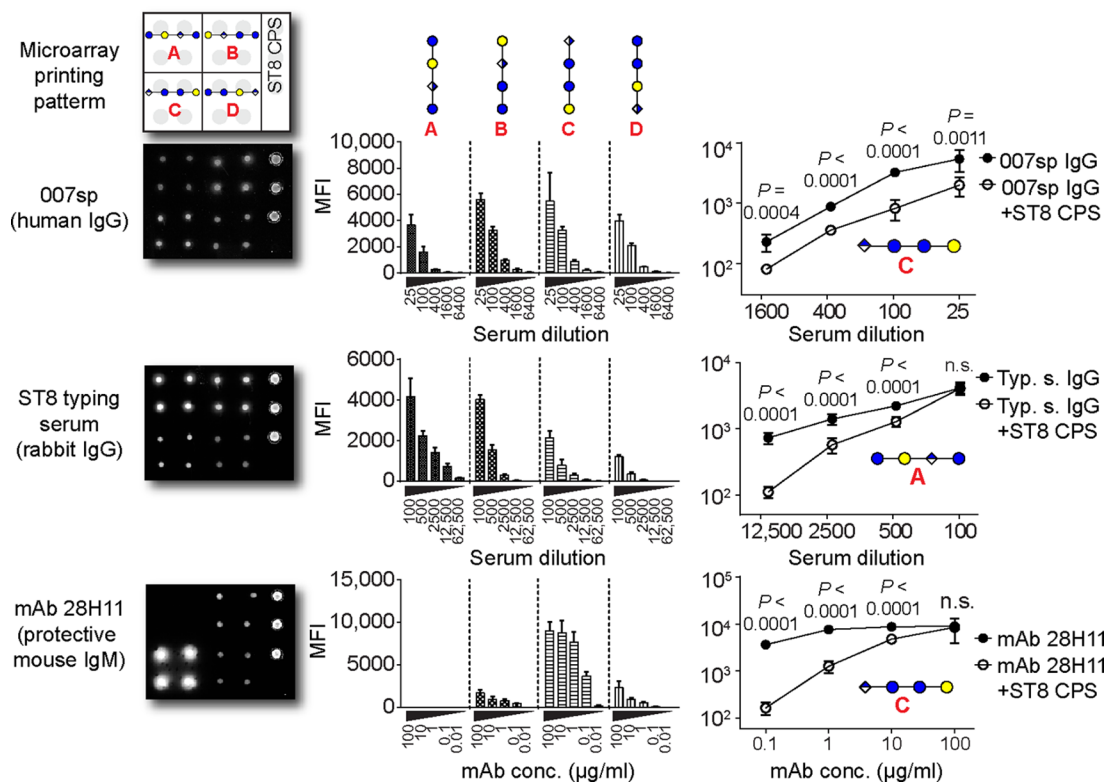 Microarray
printing
patterm
A
B
C
D
ST8 CPS
A
B
C
D
007sp
(human IgG)
MFI
10,000
8000
6000
4000
2000
0
25
100
400
1600
6400
25
100
400
1600
6400
25
100
400
1600
6400
25
100
400
1600
6400
Serum dilution
10⁴
10³
10²
P =
0.0004
P <
0.0001
P <
0.0001
P =
0.0011
C
1600
400
100
25
Serum dilution
007sp IgG
007sp IgG
+ST8 CPS
ST8 typing
serum
(rabbit IgG)
MFI
6000
4000
2000
0
100
500
2500
12,500
62,500
100
500
2500
12,500
62,500
100
500
2500
12,500
62,500
100
500
2500
12,500
62,500
Serum dilution
10⁴
10³
10²
P <
0.0001
P <
0.0001
P <
0.0001
n.s.
A
12,500
2500
500
100
Serum dilution
Typ. s. IgG
Typ. s. IgG
+ST8 CPS
mAb 28H11
(protective
mouse IgM)
MFI
15,000
10,000
5000
0
100
10
1
0.01
100
10
1
0.01
100
10
1
0.01
100
10
1
0.01
mAb conc. (µg/ml)
10⁵
10⁴
10³
10²
P <
0.0001
P <
0.0001
P <
0.0001
n.s.
C
0.1
1
10
100
mAb conc. (µg/ml)
mAb 28H11
mAb 28H11
+ST8 CPS